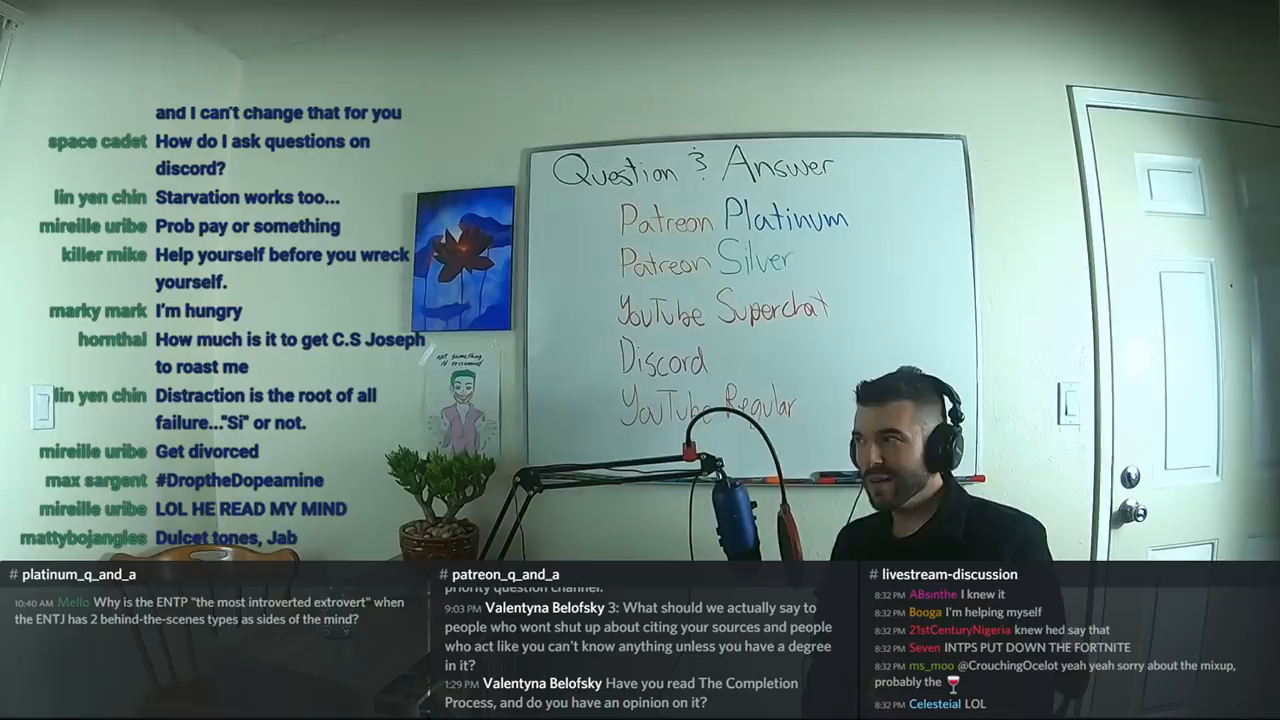 and I can't change that for you
space cadet How do I ask questions on
discord?
lin yen chin Starvation works too...
mireille uribe Prob pay or something
killer mike Help yourself before you wreck
yourself.
marky mark I'm hungry
hornthal How much is it to get C.S Joseph
to roast me
lin yen chin Distraction is the root of all
failure..."Si" or not.
mireille uribe Get divorced
max sargent #DroptheDopeamine
mireille uribe LOL HE READ MY MIND
mattybojangles Dulcet tones, Jab
Question & Answer
Patreon Platinum
Patreon Silver
YouTube Superchat
Discord
YouTube Regular
# platinum_q_and_a
10:40 AM Mello Why is the ENTP "the most introverted extrovert" when
the ENTJ has 2 behind-the-scenes types as sides of the mind?
# patreon_q_and_a
priority question channel.
9:03 PM Valentyna Belofsky 3: What should we actually say to
people who wont shut up about citing your sources and people
who act like you can't know anything unless you have a degree
in it?
1:29 PM Valentyna Belofsky Have you read The Completion
Process, and do you have an opinion on it?
# livestream-discussion
8:32 PM ABsınthe I knew it
8:32 PM Booga I'm helping myself
8:32 PM 21stCenturyNigeria knew hed say that
8:32 PM Seven INTPS PUT DOWN THE FORTNITE
8:32 PM ms_moo @CrouchingOcelot yeah yeah sorry about the mixup,
probably the 🍷
8:32 PM Celesteial LOL